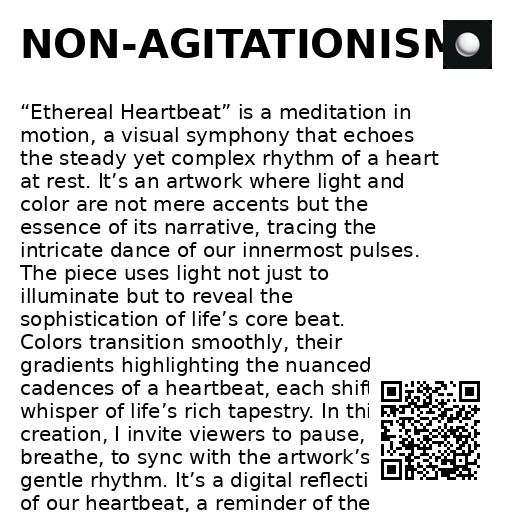 NON-AGITATIONISM
“Ethereal Heartbeat” is a meditation in
motion, a visual symphony that echoes
the steady yet complex rhythm of a heart
at rest. It’s an artwork where light and
color are not mere accents but the
essence of its narrative, tracing the
intricate dance of our innermost pulses.
The piece uses light not just to
illuminate but to reveal the
sophistication of life’s core beat.
Colors transition smoothly, their
gradients highlighting the nuanced
cadences of a heartbeat, each shift
whisper of life’s rich tapestry. In thi
creation, I invite viewers to pause,
breathe, to sync with the artwork’s
gentle rhythm. It’s a digital reflecti
of our heartbeat, a reminder of the